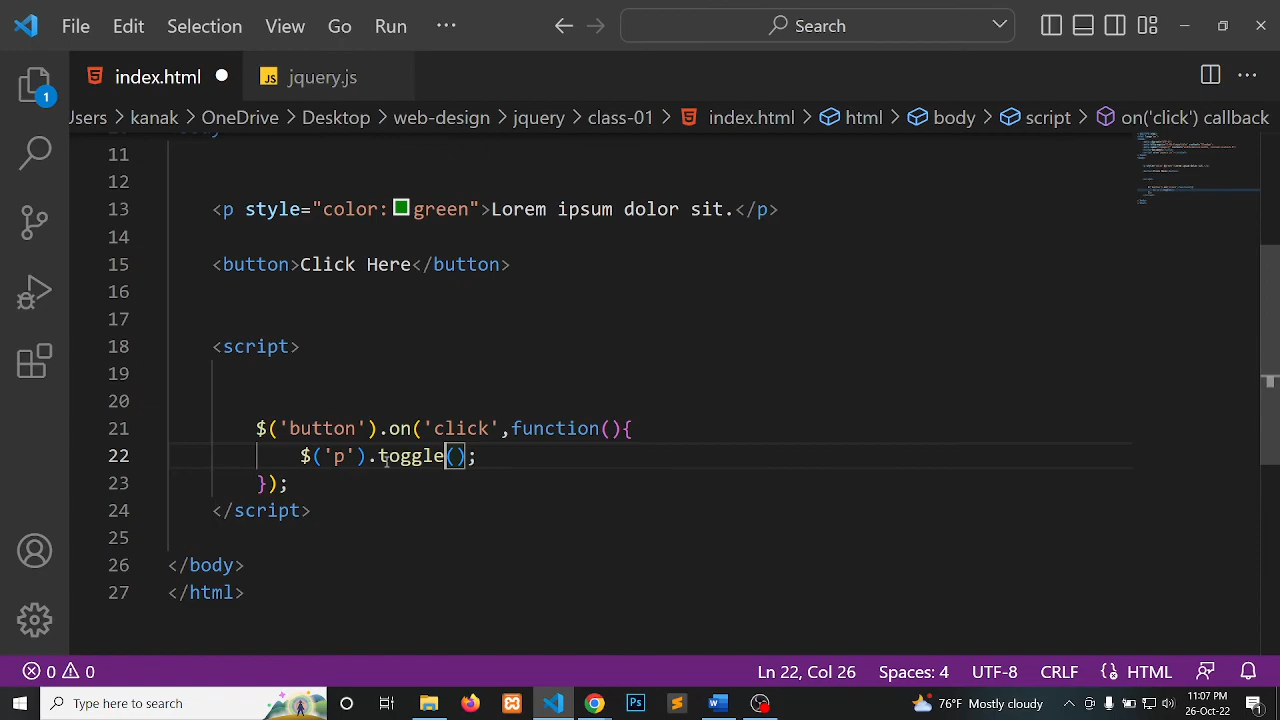 File Edit Selection View Go Run ··· Search
index.html JS jquery.js ···
1
Users > kanak > OneDrive > Desktop > web-design > jquery > class-01 > index.html > html > body > script > on('click') callback
11
12
13 <p style="color:green">Lorem ipsum dolor sit.</p>
14
15 <button>Click Here</button>
16
17
18 <script>
19
20
21 $('button').on('click',function(){
22 $('p').toggle();
23 });
24 </script>
25
26 </body>
27 </html>
0 0 Ln 22, Col 26 Spaces: 4 UTF-8 CRLF HTML
Type here to search Ps 76°F Mostly cloudy 11:07 PM
26-Oct-22